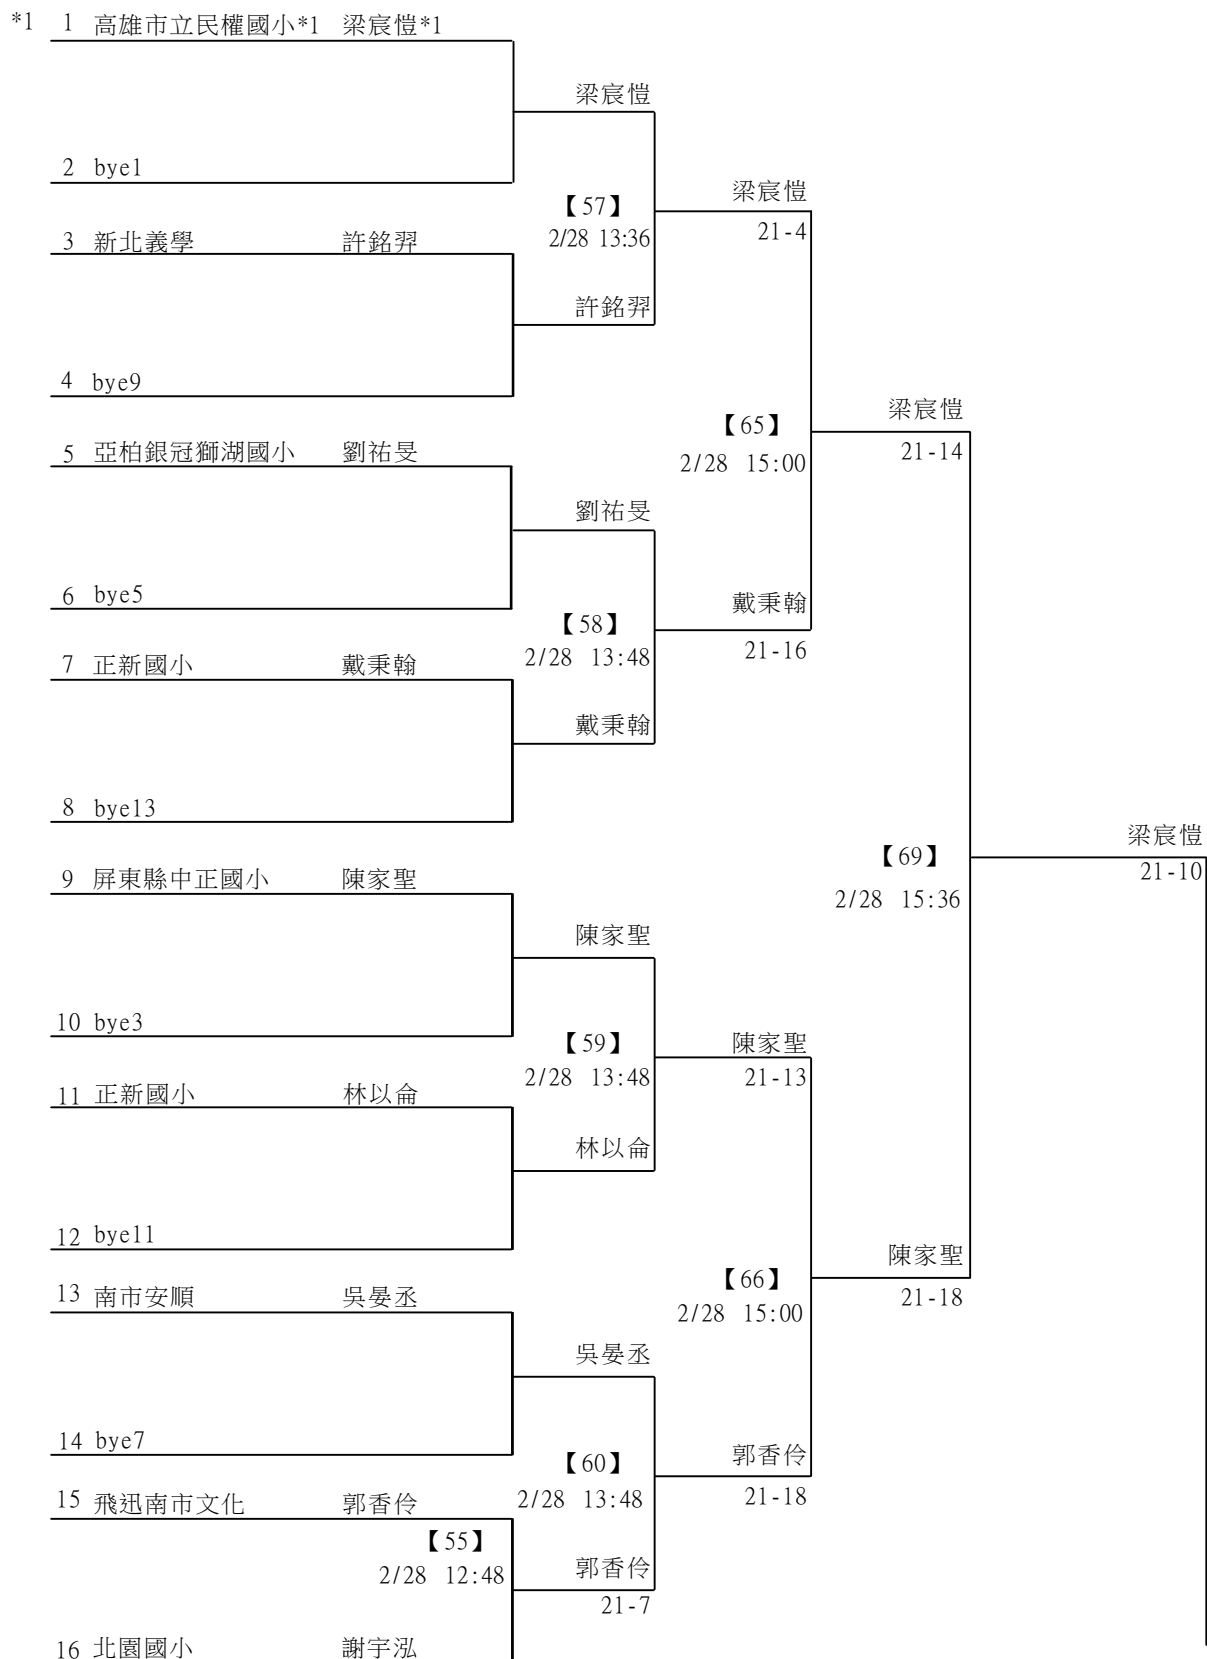 *1 1 高雄市立民權國小*1 梁宸愷*1
梁宸愷
2 bye1
梁宸愷
【57】
21-4
3 新北義學 許銘羿
2/28 13:36
許銘羿
4 bye9
梁宸愷
【65】
21-14
5 亞柏銀冠獅湖國小 劉祐旻
2/28 15:00
劉祐旻
6 bye5
戴秉翰
【58】
21-16
7 正新國小 戴秉翰
2/28 13:48
戴秉翰
8 bye13
梁宸愷
【69】
21-10
9 屏東縣中正國小 陳家聖
2/28 15:36
陳家聖
10 bye3
【59】
陳家聖
2/28 13:48
21-13
11 正新國小 林以侖
林以侖
12 bye11
陳家聖
【66】
13 南市安順 吳晏丞
21-18
2/28 15:00
吳晏丞
14 bye7
郭香伶
【60】
21-18
15 飛迅南市文化 郭香伶
2/28 13:48
【55】
2/28 12:48
郭香伶
21-7
16 北園國小 謝宇泓